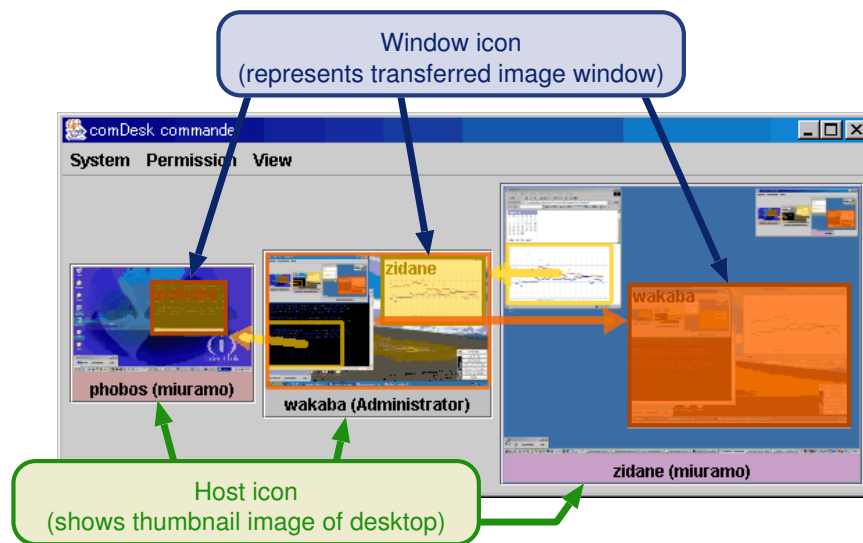 Window icon
(represents transferred image window)
comDesk commande
System Permission View
zidane
wakaba
phobos (miuramo)
wakaba (Administrator)
zidane (miuramo)
Host icon
(shows thumbnail image of desktop)